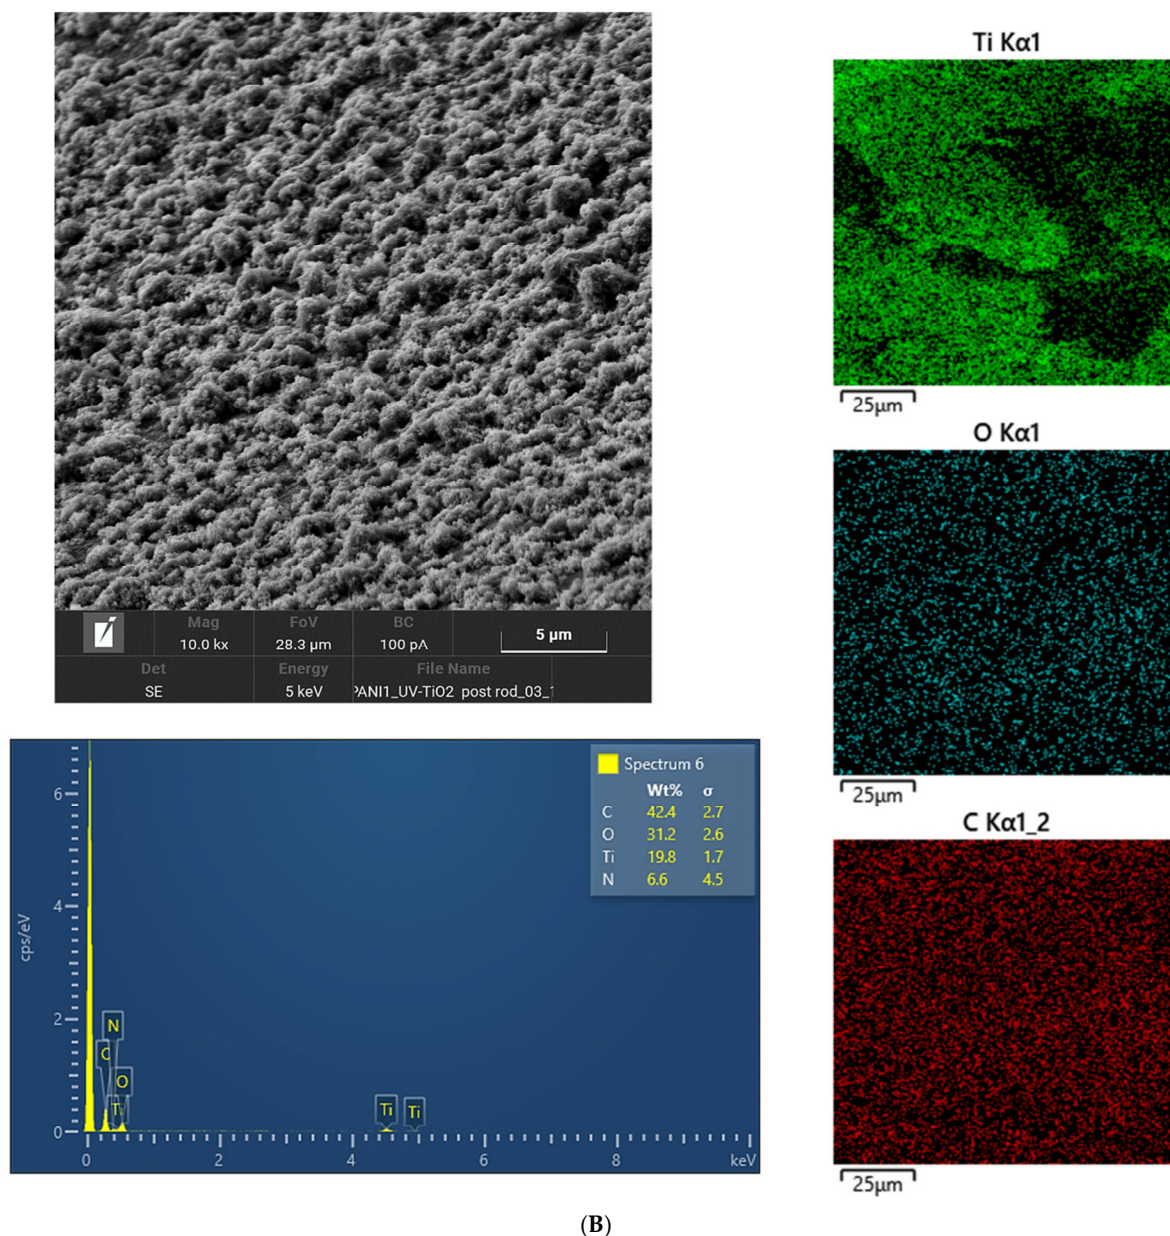 Mag FoV BC
10.0 kx 28.3 µm 100 pA 5 µm
Det Energy File Name
SE 5 keV PANI1_UV-TiO2 post rod_03_1
Spectrum 6
Wt% σ
C 42.4 2.7
O 31.2 2.6
Ti 19.8 1.7
N 6.6 4.5
cps/eV
6
4
2
0
N
C
O
Ti
Ti
Ti
0 2 4 6 8 keV
Ti Kα1
25µm
O Kα1
25µm
C Kα1_2
25µm
(B)